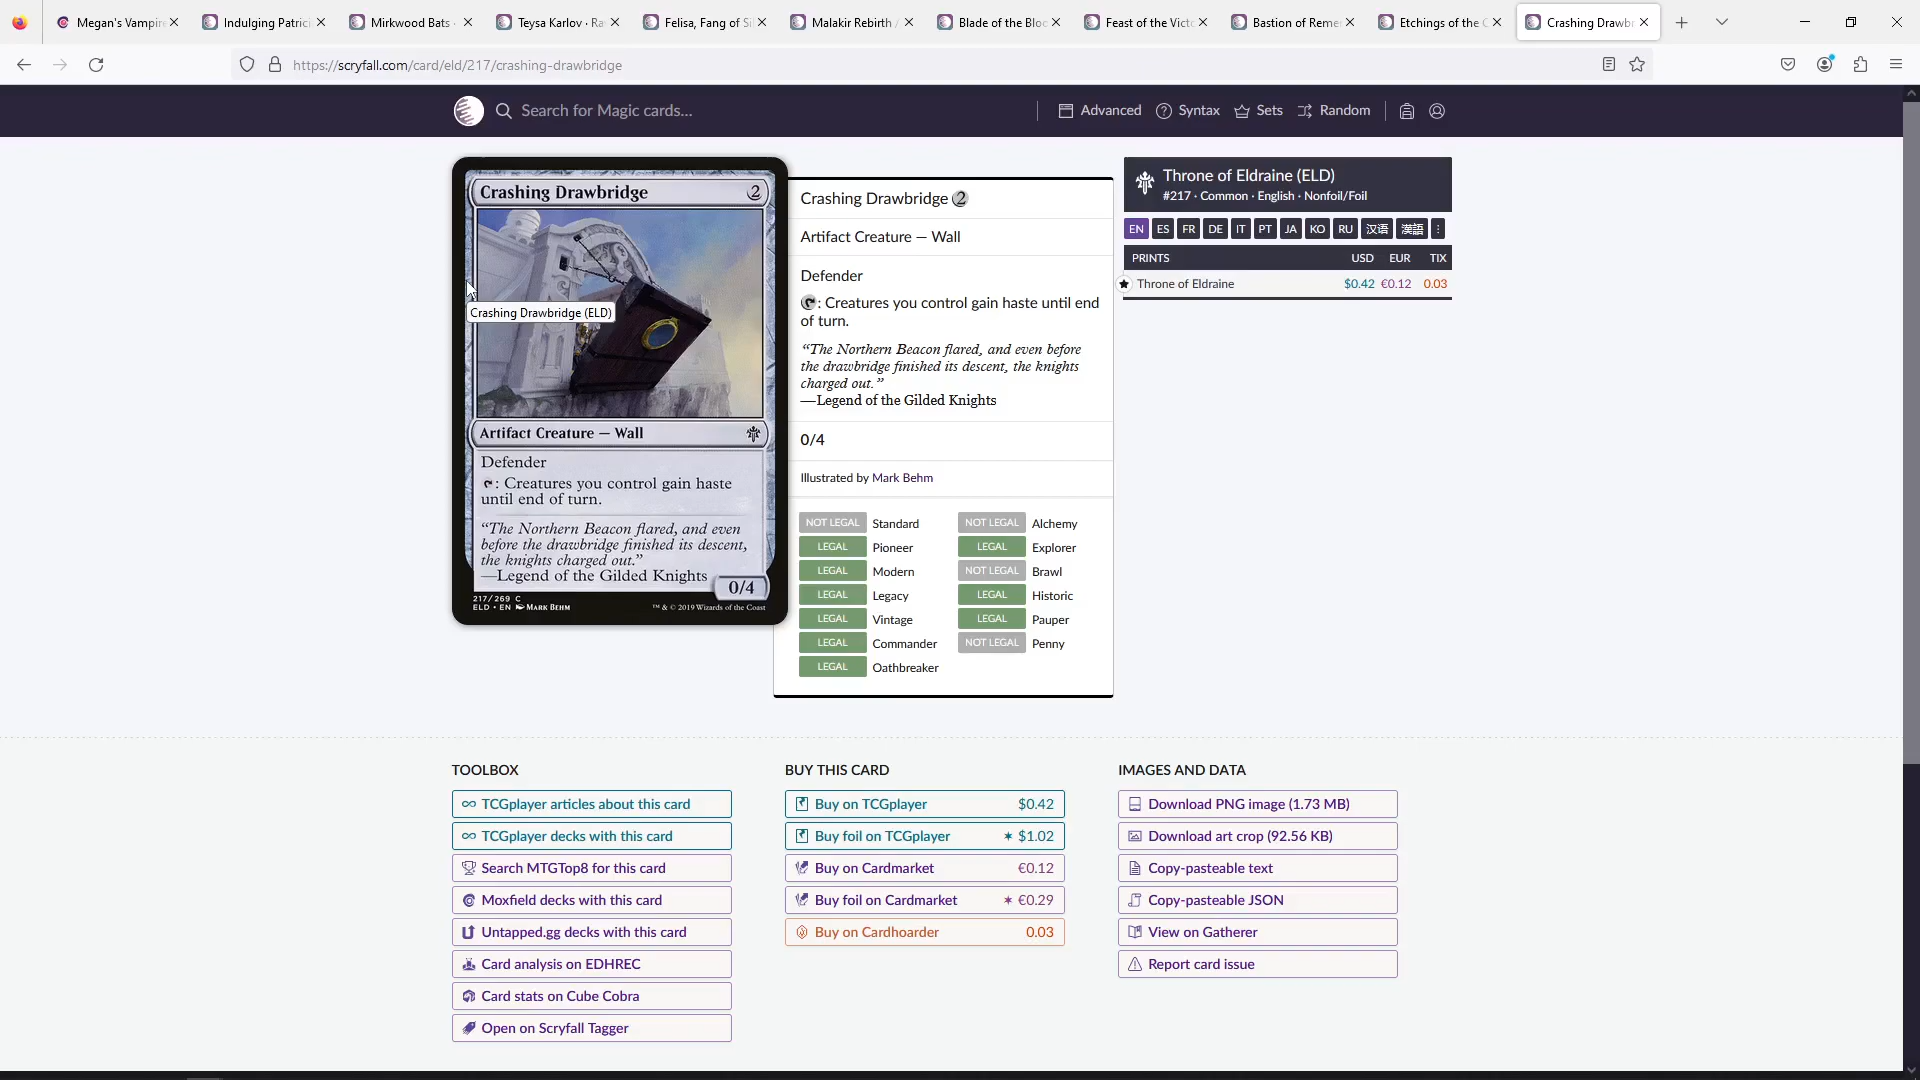 Megan's Vampire
Indulging Patrici
Mirkwood Bats ·
Teysa Karlov · Ra
Felisa, Fang of Si
Malakir Rebirth /
Blade of the Bloo
Feast of the Victo
Bastion of Reme
Etchings of the C
Crashing Drawbr
https://scryfall.com/card/eld/217/crashing-drawbridge
Search for Magic cards...
Advanced
Syntax
Sets
Random
Crashing Drawbridge 2
Artifact Creature — Wall
Defender
: Creatures you control gain haste
until end of turn.
“The Northern Beacon flared, and even
before the drawbridge finished its descent,
the knights charged out.”
—Legend of the Gilded Knights
0/4
217/269 C
ELD • EN Mark Behm
™ & © 2019 Wizards of the Coast
Crashing Drawbridge (ELD)
Crashing Drawbridge 2
Artifact Creature — Wall
Defender
: Creatures you control gain haste until end
of turn.
“The Northern Beacon flared, and even before
the drawbridge finished its descent, the knights
charged out.”
—Legend of the Gilded Knights
0/4
Illustrated by Mark Behm
NOT LEGAL Standard NOT LEGAL Alchemy
LEGAL Pioneer LEGAL Explorer
LEGAL Modern NOT LEGAL Brawl
LEGAL Legacy LEGAL Historic
LEGAL Vintage LEGAL Pauper
LEGAL Commander NOT LEGAL Penny
LEGAL Oathbreaker
Throne of Eldraine (ELD)
#217 · Common · English · Nonfoil/Foil
EN ES FR DE IT PT JA KO RU 汉语 漢語
PRINTS USD EUR TIX
Throne of Eldraine $0.42 €0.12 0.03
TOOLBOX
TCGplayer articles about this card
TCGplayer decks with this card
Search MTGTop8 for this card
Moxfield decks with this card
Untapped.gg decks with this card
Card analysis on EDHREC
Card stats on Cube Cobra
Open on Scryfall Tagger
BUY THIS CARD
Buy on TCGplayer $0.42
Buy foil on TCGplayer ✶ $1.02
Buy on Cardmarket €0.12
Buy foil on Cardmarket ✶ €0.29
Buy on Cardhoarder 0.03
IMAGES AND DATA
Download PNG image (1.73 MB)
Download art crop (92.56 KB)
Copy-pasteable text
Copy-pasteable JSON
View on Gatherer
Report card issue